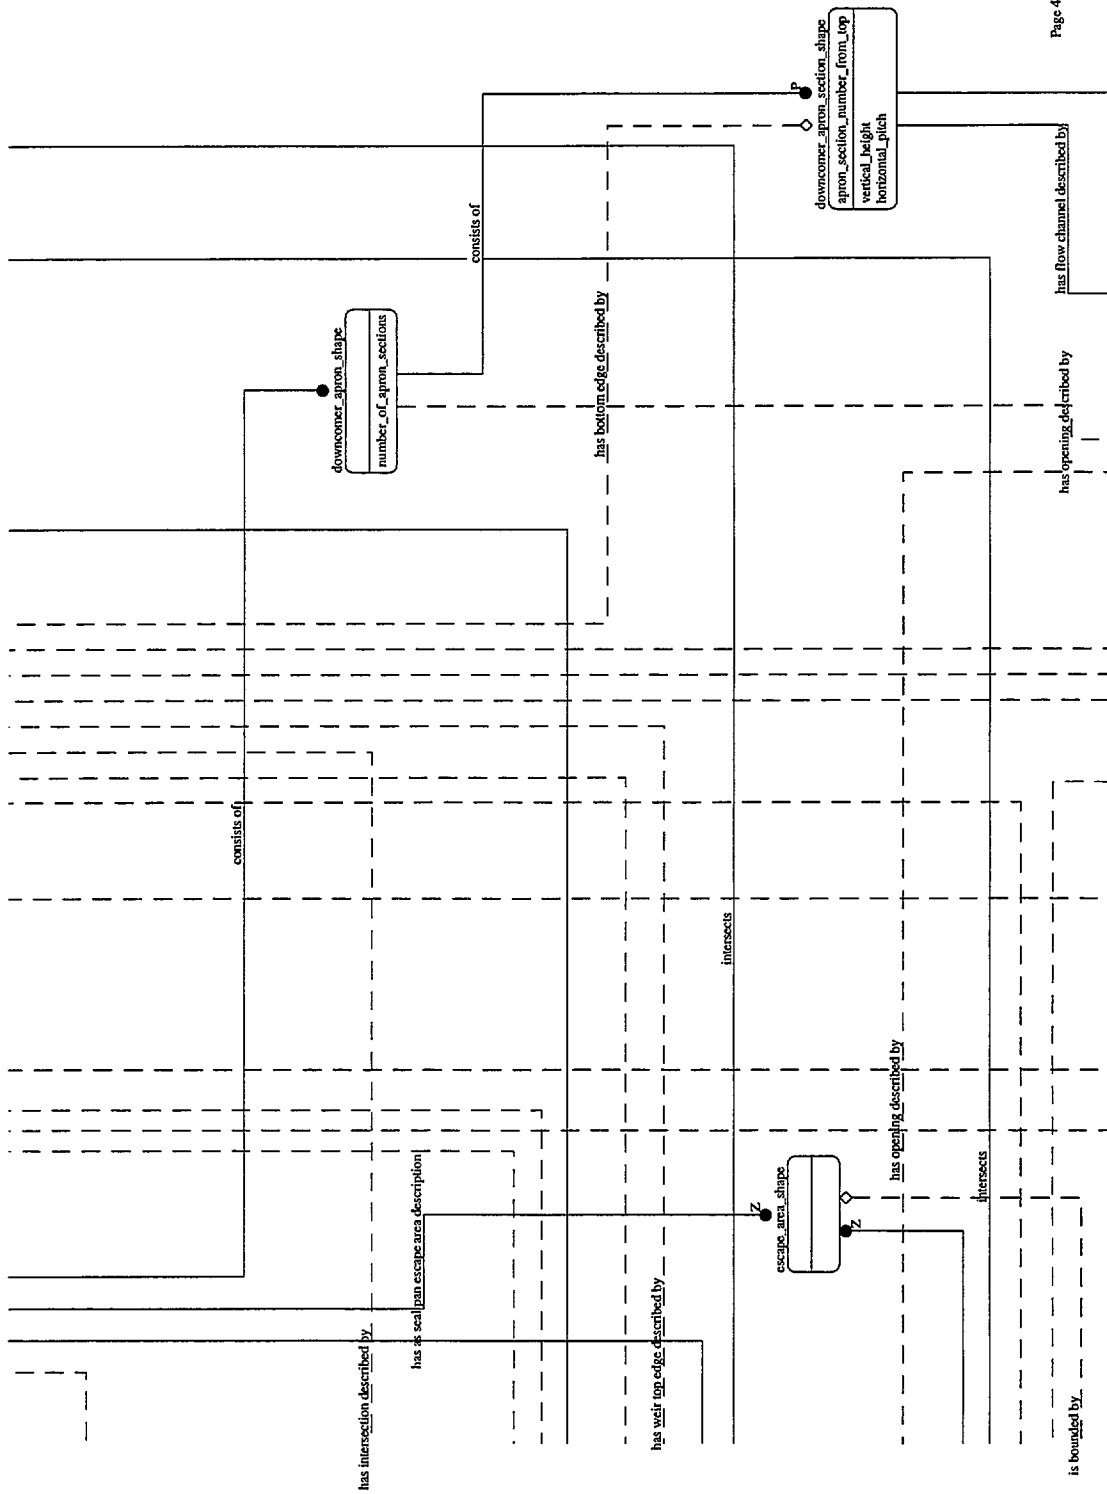 consists of
downcomer_apron_shape
number_of_apron_sections
has intersection described by
has as seal pan escape area description
consists of
has bottom edge described by
has weir top edge described by
intersects
Z
escape_area_shape
Z
P
downcomer_apron_section_shape
apron_section_number_from_top
vertical_height
horizontal_pitch
has opening described by
intersects
has opening described by
has flow channel described by
is bounded by
Page 4